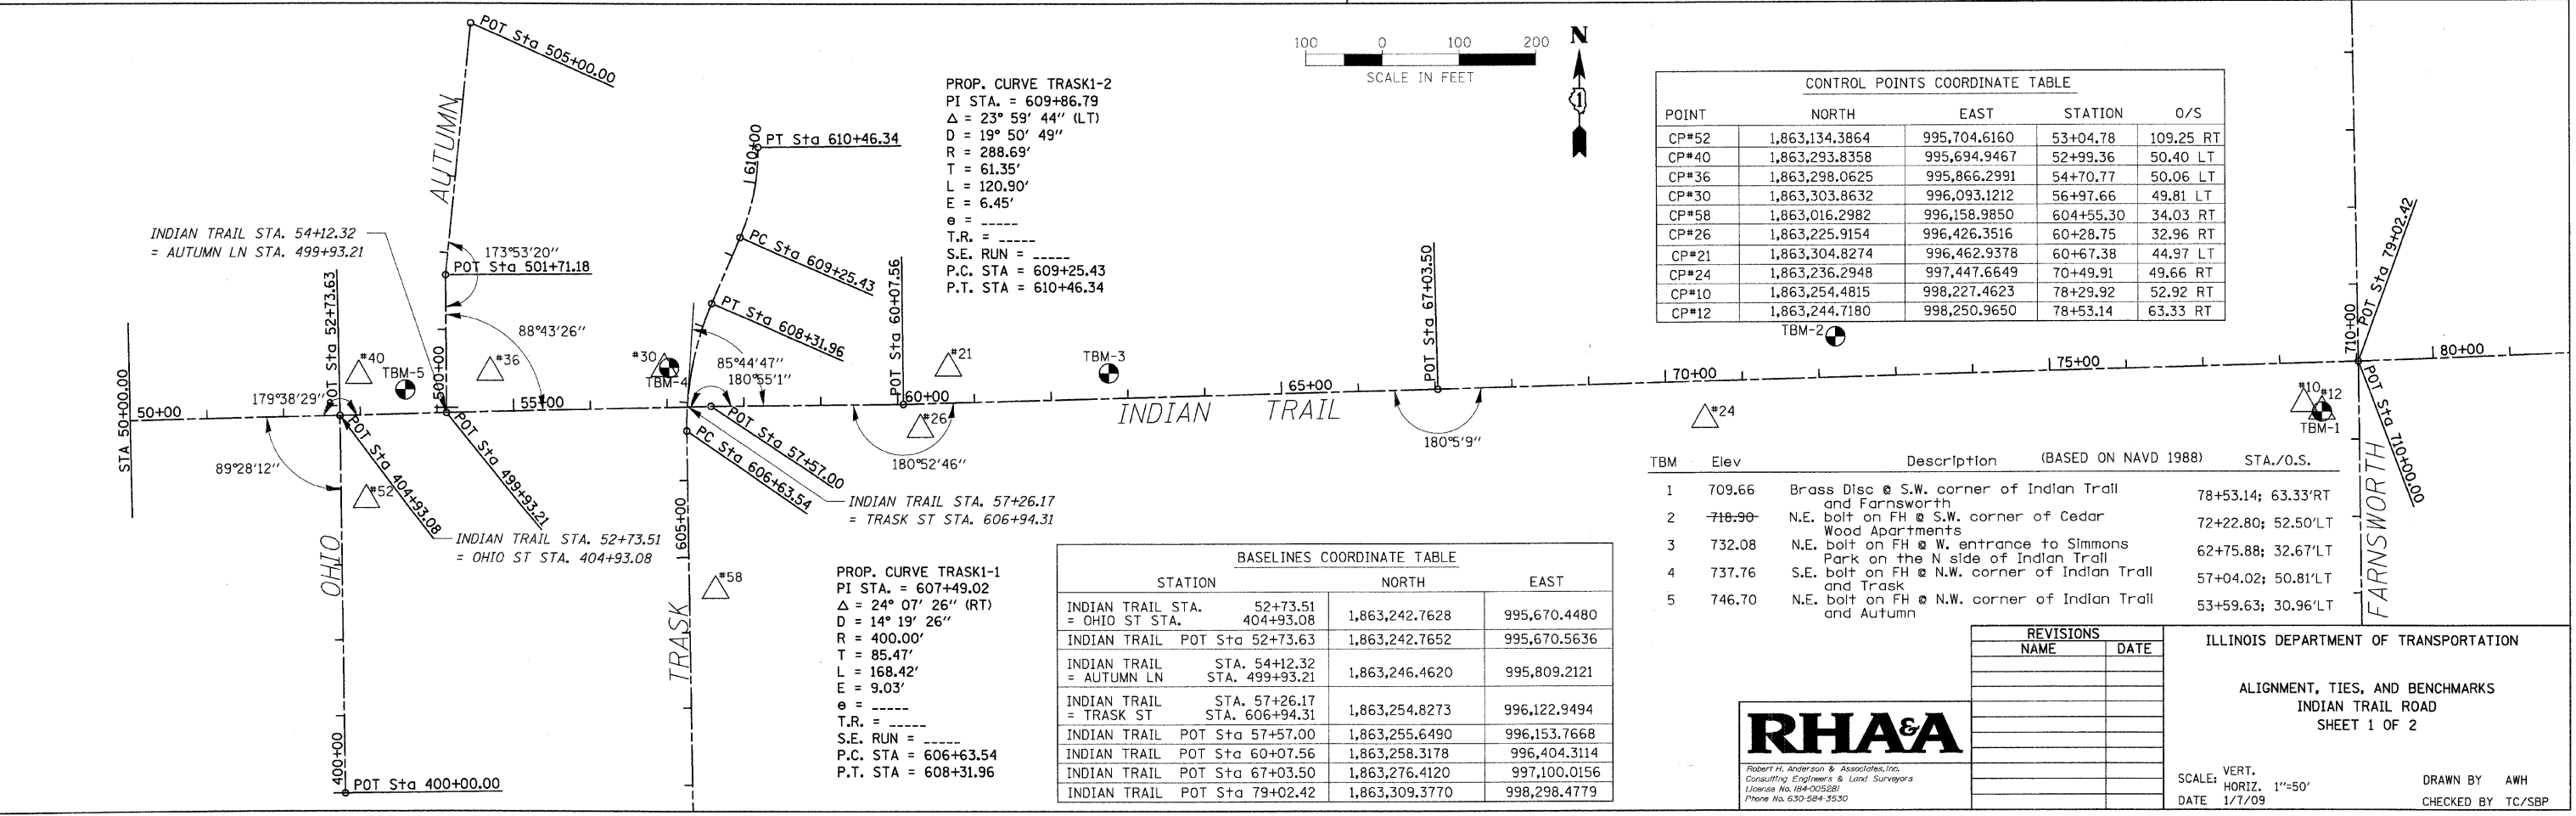 POT Sta 505+00.00
AUTUMN
INDIAN TRAIL STA. 54+12.32
= AUTUMN LN STA. 499+93.21
173°53'20"
POT Sta 501+71.18
88°43'26"
500+00
POT Sta 499+93.21
STA 50+00.00
50+00
179°38'29"
POT Sta 52+73.63
#40
TBM-5
#36
55+00
89°28'12"
#52
POT Sta 404+93.08
INDIAN TRAIL STA. 52+73.51
= OHIO ST STA. 404+93.08
OHIO
400+00
POT Sta 400+00.00
610+00
PT Sta 610+46.34
PC Sta 609+25.43
PT Sta 608+31.96
#30
TBM-4
85°44'47"
180°55'1"
POT Sta 57+57.00
PC Sta 606+63.54
INDIAN TRAIL STA. 57+26.17
= TRASK ST STA. 606+94.31
605+00
TRASK
#58
PROP. CURVE TRASK1-2
PI STA. = 609+86.79
Δ = 23° 59' 44" (LT)
D = 19° 50' 49"
R = 288.69'
T = 61.35'
L = 120.90'
E = 6.45'
e = _____
T.R. = _____
S.E. RUN = _____
P.C. STA = 609+25.43
P.T. STA = 610+46.34
POT Sta 60+07.56
60+00
#21
#26
180°52'46"
TBM-3
INDIAN TRAIL
65+00
POT Sta 67+03.50
180°5'9"
70+00
#24
TBM-2
75+00
710+00
80+00
POT Sta 79+02.42
POT Sta 710+00.00
#10
#12
TBM-1
FARNSWORTH
100 0 100 200
SCALE IN FEET
N
1
PROP. CURVE TRASK1-1
PI STA. = 607+49.02
Δ = 24° 07' 26" (RT)
D = 14° 19' 26"
R = 400.00'
T = 85.47'
L = 168.42'
E = 9.03'
e = _____
T.R. = _____
S.E. RUN = _____
P.C. STA = 606+63.54
P.T. STA = 608+31.96
CONTROL POINTS COORDINATE TABLE
POINT NORTH EAST STATION O/S
CP#52 1,863,134.3864 995,704.6160 53+04.78 109.25 RT
CP#40 1,863,293.8358 995,694.9467 52+99.36 50.40 LT
CP#36 1,863,298.0625 995,866.2991 54+70.77 50.06 LT
CP#30 1,863,303.8632 996,093.1212 56+97.66 49.81 LT
CP#58 1,863,016.2982 996,158.9850 604+55.30 34.03 RT
CP#26 1,863,225.9154 996,426.3516 60+28.75 32.96 RT
CP#21 1,863,304.8274 996,462.9378 60+67.38 44.97 LT
CP#24 1,863,236.2948 997,447.6649 70+49.91 49.66 RT
CP#10 1,863,254.4815 998,227.4623 78+29.92 52.92 RT
CP#12 1,863,244.7180 998,250.9650 78+53.14 63.33 RT
TBM Elev Description (BASED ON NAVD 1988) STA./O.S.
1 709.66 Brass Disc @ S.W. corner of Indian Trail 78+53.14; 63.33'RT
and Farnsworth
2 718.90 N.E. bolt on FH @ S.W. corner of Cedar 72+22.80; 52.50'LT
Wood Apartments
3 732.08 N.E. bolt on FH @ W. entrance to Simmons 62+75.88; 32.67'LT
Park on the N side of Indian Trail
4 737.76 S.E. bolt on FH @ N.W. corner of Indian Trail 57+04.02; 50.81'LT
and Trask
5 746.70 N.E. bolt on FH @ N.W. corner of Indian Trail 53+59.63; 30.96'LT
and Autumn
BASELINES COORDINATE TABLE
STATION NORTH EAST
INDIAN TRAIL STA. 52+73.51
= OHIO ST STA. 404+93.08 1,863,242.7628 995,670.4480
INDIAN TRAIL POT Sta 52+73.63 1,863,242.7652 995,670.5636
INDIAN TRAIL STA. 54+12.32
= AUTUMN LN STA. 499+93.21 1,863,246.4620 995,809.2121
INDIAN TRAIL STA. 57+26.17
= TRASK ST STA. 606+94.31 1,863,254.8273 996,122.9494
INDIAN TRAIL POT Sta 57+57.00 1,863,255.6490 996,153.7668
INDIAN TRAIL POT Sta 60+07.56 1,863,258.3178 996,404.3114
INDIAN TRAIL POT Sta 67+03.50 1,863,276.4120 997,100.0156
INDIAN TRAIL POT Sta 79+02.42 1,863,309.3770 998,298.4779
RHA&A
Robert H. Anderson & Associates, Inc.
Consulting Engineers & Land Surveyors
License No. 184-005281
Phone No. 630-584-3530
REVISIONS
NAME DATE
ILLINOIS DEPARTMENT OF TRANSPORTATION
ALIGNMENT, TIES, AND BENCHMARKS
INDIAN TRAIL ROAD
SHEET 1 OF 2
SCALE: VERT.
HORIZ. 1"=50'
DATE 1/7/09
DRAWN BY AWH
CHECKED BY TC/SBP